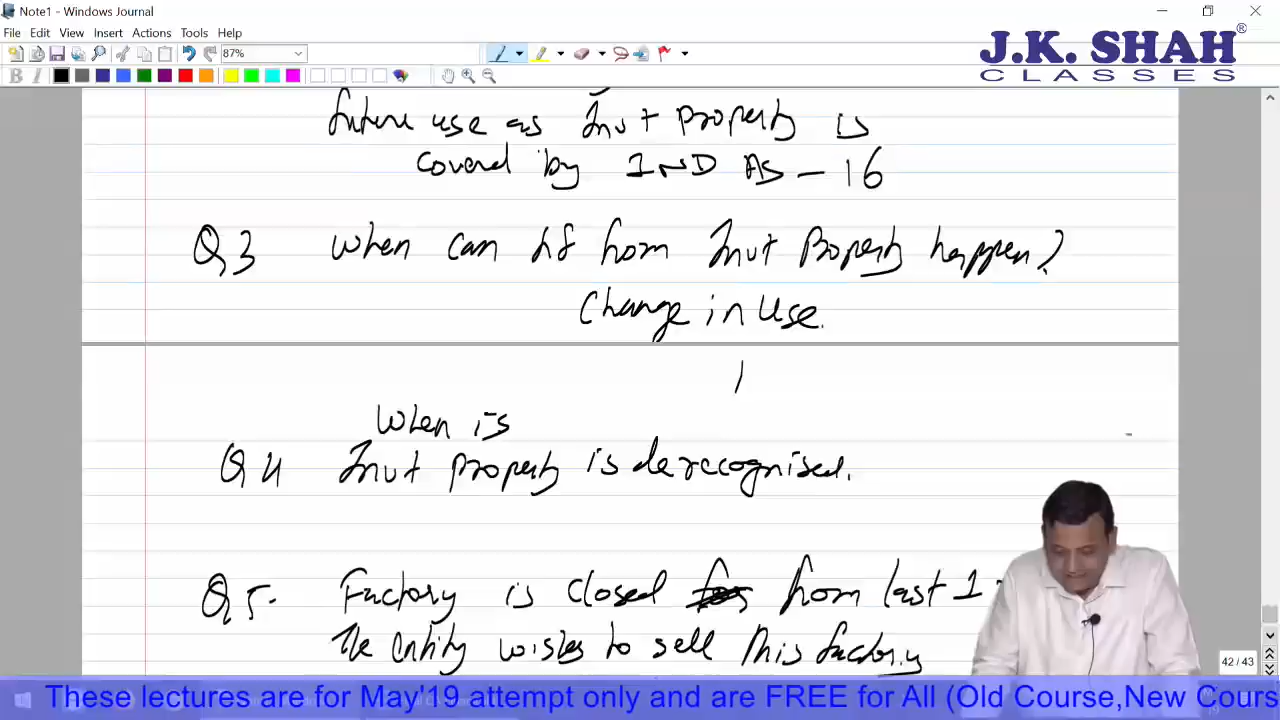 Note1 - Windows Journal
File Edit View Insert Actions Tools Help
87%
J.K. SHAH®
CLASSES
future use as Invt property is
covered by IND AS - 16
Q3 When can trf from Invt Property happen?
Change in Use.
When is
Q4 Invt property is derecognised.
Q5. Factory is closed from last 1
The entity wishes to sell this factory
42 / 43
These lectures are for May'19 attempt only and are FREE for All (Old Course,New Cours